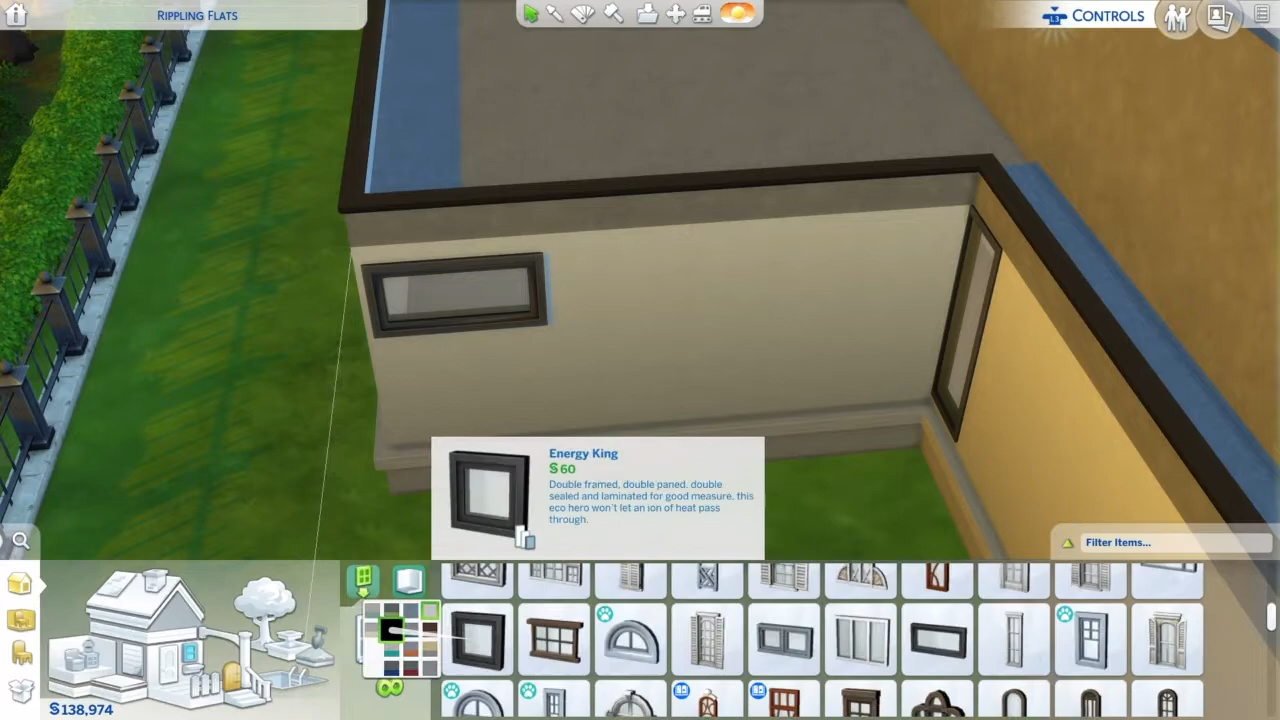 RIPPLING FLATS
L3 CONTROLS
Energy King
§60
Double framed, double paned, double
sealed and laminated for good measure, this
eco hero won't let an ion of heat pass
through.
Filter Items...
§138,974